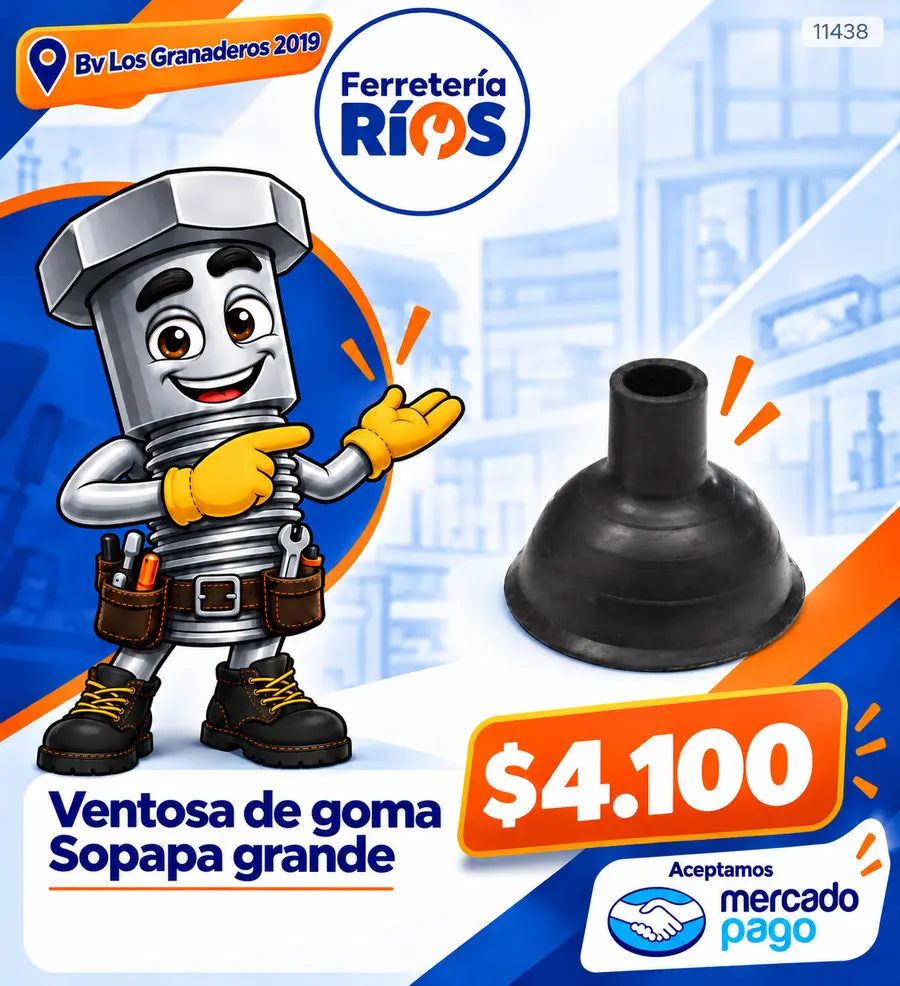 Bv Los Granaderos 2019
Ferretería
RÍOS
11438
$4.100
Ventosa de goma
Sopapa grande
Aceptamos
mercado
pago